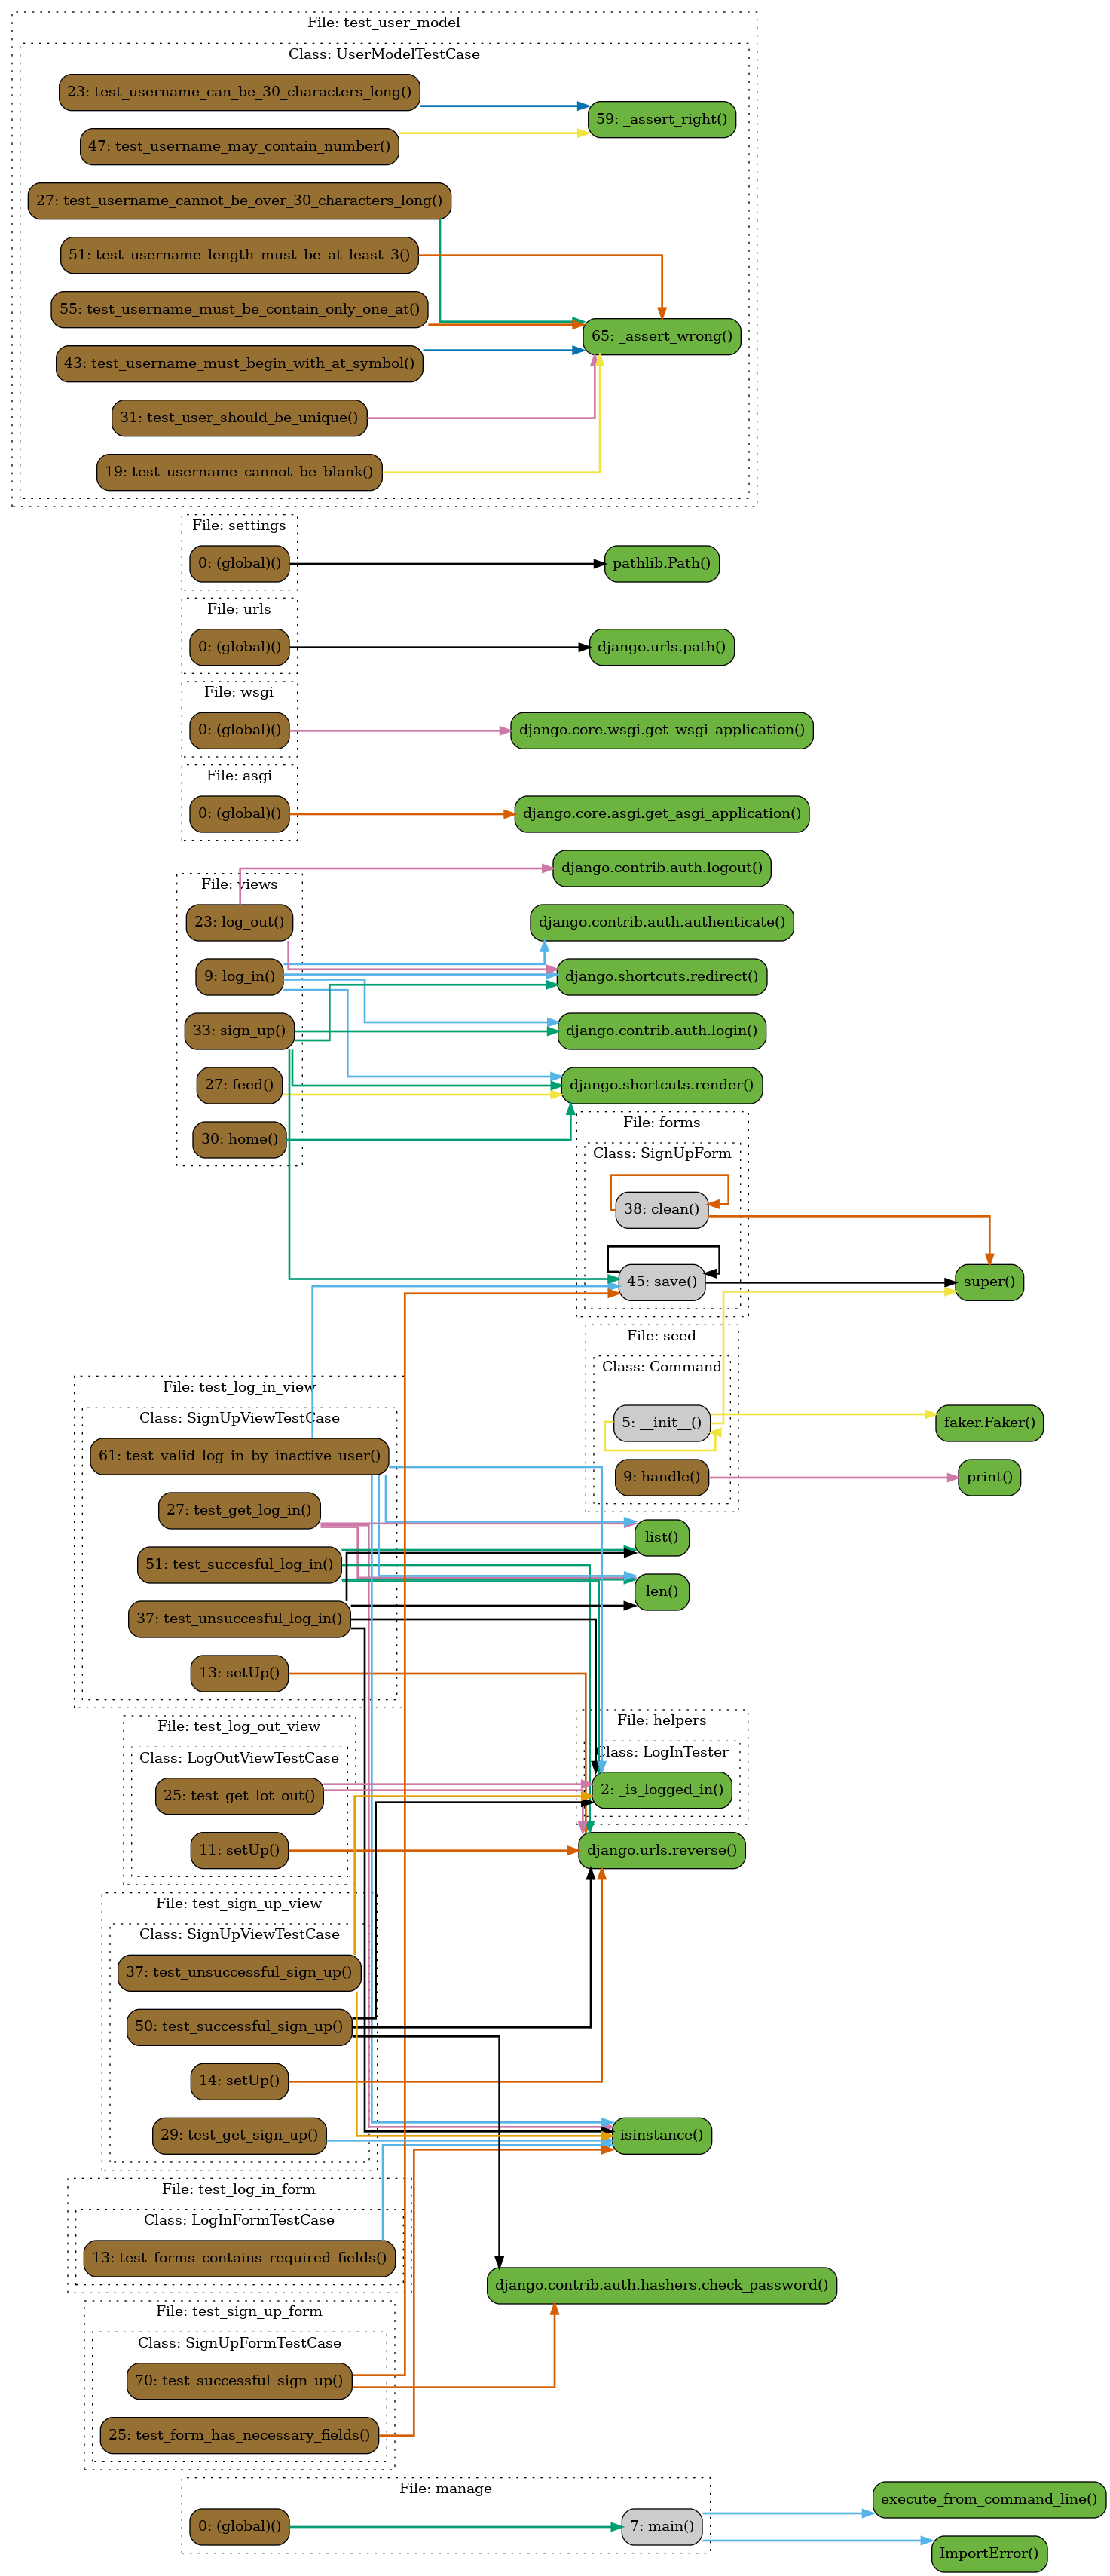 File: test_user_model
Class: UserModelTestCase
23: test_username_can_be_30_characters_long()
59: _assert_right()
47: test_username_may_contain_number()
27: test_username_cannot_be_over_30_characters_long()
51: test_username_length_must_be_at_least_3()
55: test_username_must_be_contain_only_one_at()
65: _assert_wrong()
43: test_username_must_begin_with_at_symbol()
31: test_user_should_be_unique()
19: test_username_cannot_be_blank()
File: settings
0: (global)()
pathlib.Path()
File: urls
0: (global)()
django.urls.path()
File: wsgi
0: (global)()
django.core.wsgi.get_wsgi_application()
File: asgi
0: (global)()
django.core.asgi.get_asgi_application()
django.contrib.auth.logout()
File: views
23: log_out()
django.contrib.auth.authenticate()
9: log_in()
django.shortcuts.redirect()
33: sign_up()
django.contrib.auth.login()
27: feed()
django.shortcuts.render()
30: home()
File: forms
Class: SignUpForm
38: clean()
45: save()
super()
File: seed
Class: Command
5: __init__()
faker.Faker()
9: handle()
print()
File: test_log_in_view
Class: SignUpViewTestCase
61: test_valid_log_in_by_inactive_user()
27: test_get_log_in()
list()
51: test_succesful_log_in()
len()
37: test_unsuccesful_log_in()
13: setUp()
File: helpers
Class: LogInTester
2: _is_logged_in()
File: test_log_out_view
Class: LogOutViewTestCase
25: test_get_lot_out()
11: setUp()
django.urls.reverse()
File: test_sign_up_view
Class: SignUpViewTestCase
37: test_unsuccessful_sign_up()
50: test_successful_sign_up()
14: setUp()
29: test_get_sign_up()
isinstance()
File: test_log_in_form
Class: LogInFormTestCase
13: test_forms_contains_required_fields()
django.contrib.auth.hashers.check_password()
File: test_sign_up_form
Class: SignUpFormTestCase
70: test_successful_sign_up()
25: test_form_has_necessary_fields()
File: manage
0: (global)()
7: main()
execute_from_command_line()
ImportError()